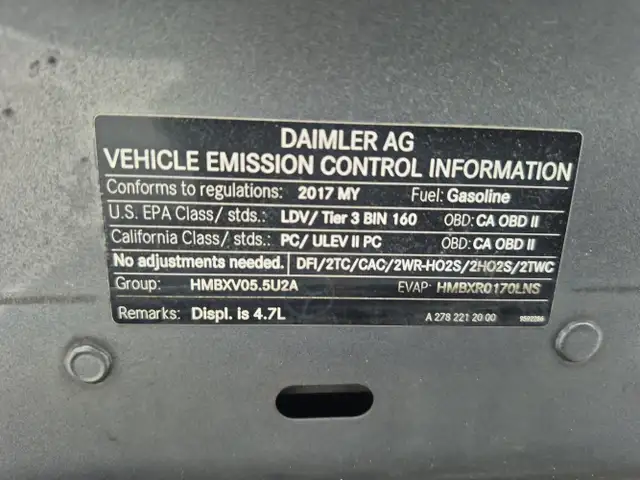 DAIMLER AG
VEHICLE EMISSION CONTROL INFORMATION
Conforms to regulations: 2017 MY Fuel: Gasoline
U.S. EPA Class/ stds.: LDV/ Tier 3 BIN 160 OBD: CA OBD II
California Class/ stds.: PC/ ULEV II PC OBD: CA OBD II
No adjustments needed. DFI/2TC/CAC/2WR-HO2S/2HO2S/2TWC
Group: HMBXV05.5U2A EVAP: HMBXR0170LNS
Remarks: Displ. is 4.7L A 278 221 20 00